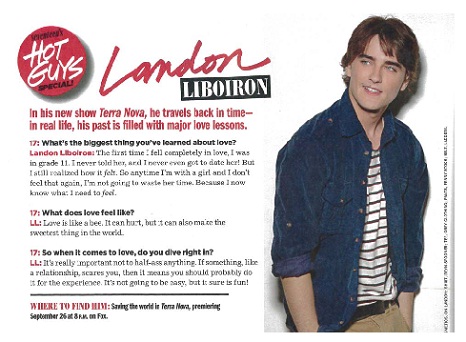 SEVENTEEN'S
HOT
GUYS
SPECIAL!
Landon
LIBOIRON
In his new show Terra Nova, he travels back in time—
in real life, his past is filled with major love lessons.
17: What's the biggest thing you've learned about love?
Landon Liboiron: The first time I fell completely in love, I was
in grade 11. I never told her, and I never even got to date her! But
I still realized how it felt. So anytime I'm with a girl and I don't
feel that again, I'm not going to waste her time. Because I now
know what I need to feel.
17: What does love feel like?
LL: Love is like a bee. It can hurt, but it can also make the
sweetest thing in the world.
17: So when it comes to love, do you dive right in?
LL: It's really important not to half-ass anything. If something, like
a relationship, scares you, then it means you should probably do
it for the experience. It's not going to be easy, but it sure is fun!
WHERE TO FIND HIM: Saving the world in Terra Nova, premiering
September 26 at 8 P.M. on Fox.